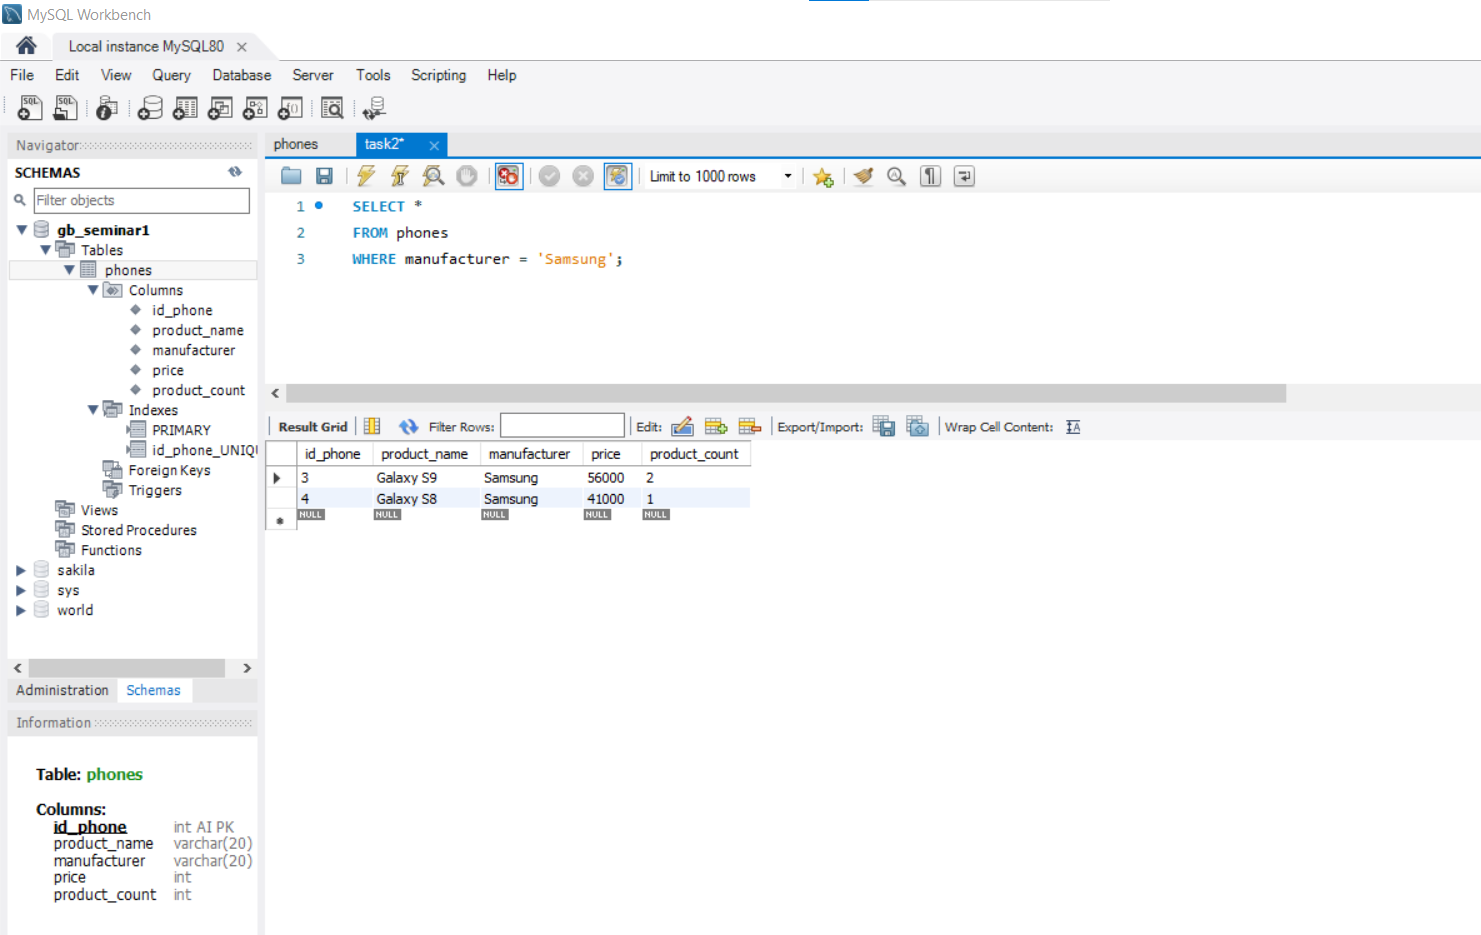 MySQL Workbench
Local instance MySQL80
File Edit View Query Database Server Tools Scripting Help
Navigator
SCHEMAS
Filter objects
gb_seminar1
Tables
phones
Columns
id_phone
product_name
manufacturer
price
product_count
Indexes
PRIMARY
id_phone_UNIQU
Foreign Keys
Triggers
Views
Stored Procedures
Functions
sakila
sys
world
Administration Schemas
Information
Table: phones
Columns:
id_phone int AI PK
product_name varchar(20)
manufacturer varchar(20)
price int
product_count int
phones task2*
Limit to 1000 rows
1 SELECT *
2 FROM phones
3 WHERE manufacturer = 'Samsung';
Result Grid Filter Rows: Edit: Export/Import: Wrap Cell Content:
id_phone product_name manufacturer price product_count
3 Galaxy S9 Samsung 56000 2
4 Galaxy S8 Samsung 41000 1
NULL NULL NULL NULL NULL